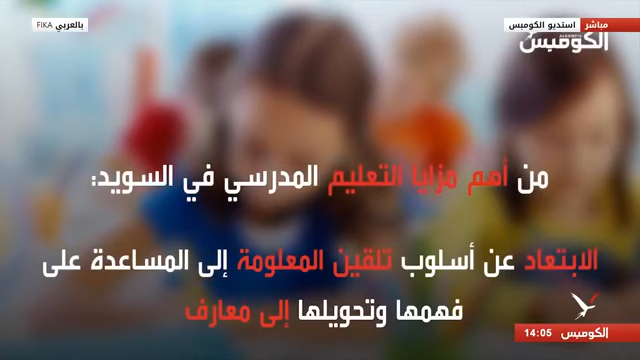 مباشر استديو الكومبس FIKA بالعربي
الكومبس
من أهم مزايا التعليم المدرسي في السويد:
الابتعاد عن أسلوب تلقين المعلومة إلى المساعدة على
فهمها وتحويلها إلى معارف
14:05 الكومبس